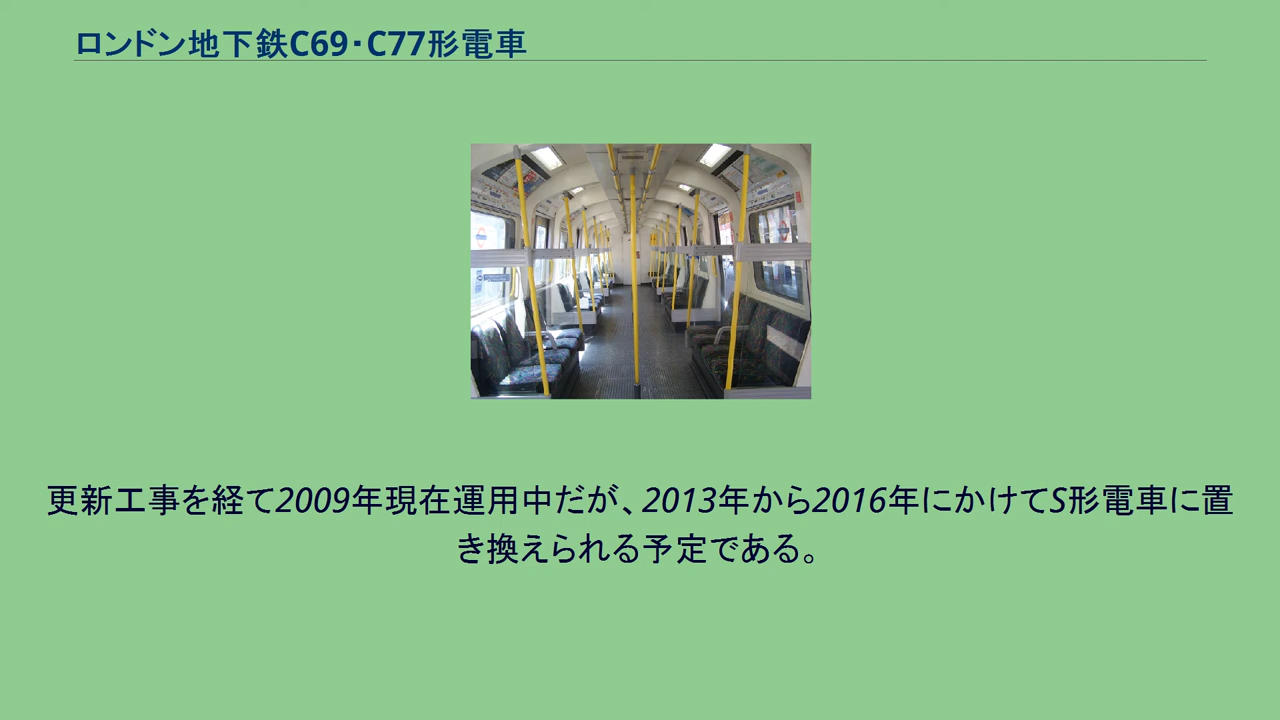 ロンドン地下鉄C69・C77形電車
更新工事を経て2009年現在運用中だが、2013年から2016年にかけてS形電車に置
き換えられる予定である。